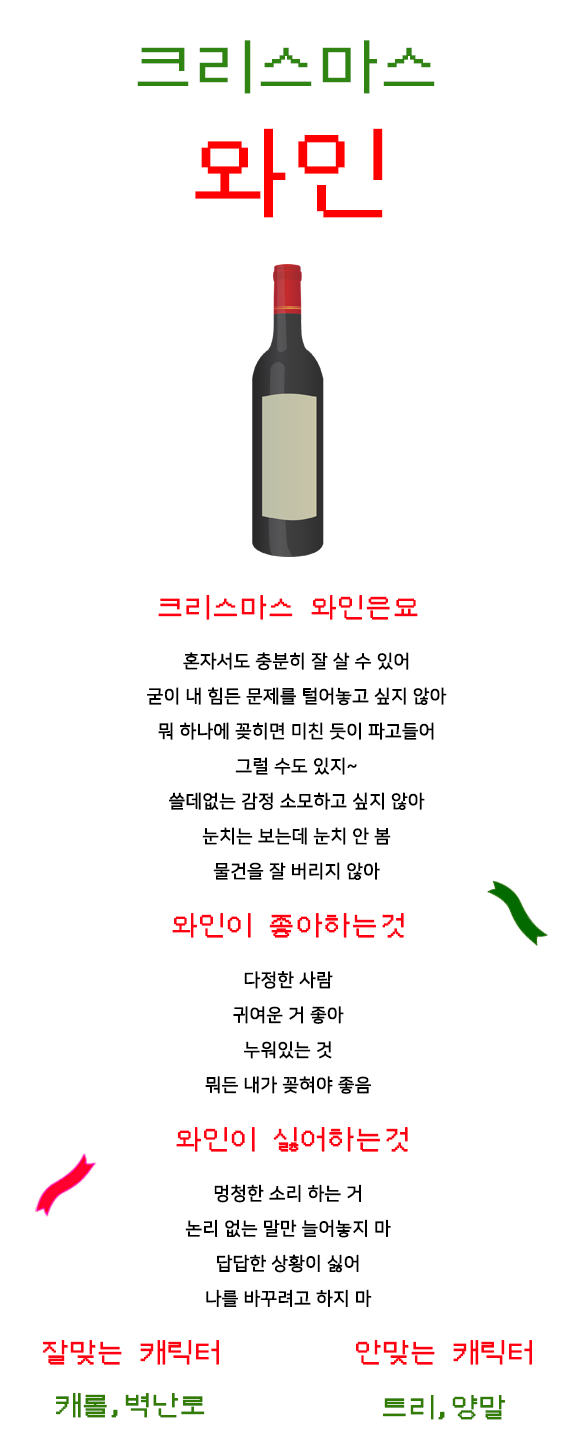 크리스마스
와인
크리스마스 와인은요
혼자서도 충분히 잘 살 수 있어
굳이 내 힘든 문제를 털어놓고 싶지 않아
뭐 하나에 꽂히면 미친 듯이 파고들어
그럴 수도 있지~
쓸데없는 감정 소모하고 싶지 않아
눈치는 보는데 눈치 안 봄
물건을 잘 버리지 않아
와인이 좋아하는것
다정한 사람
귀여운 거 좋아
누워있는 것
뭐든 내가 꽂혀야 좋음
와인이 싫어하는것
멍청한 소리 하는 거
논리 없는 말만 늘어놓지 마
답답한 상황이 싫어
나를 바꾸려고 하지 마
잘맞는 캐릭터 안맞는 캐릭터
캐롤,벽난로 트리,양말